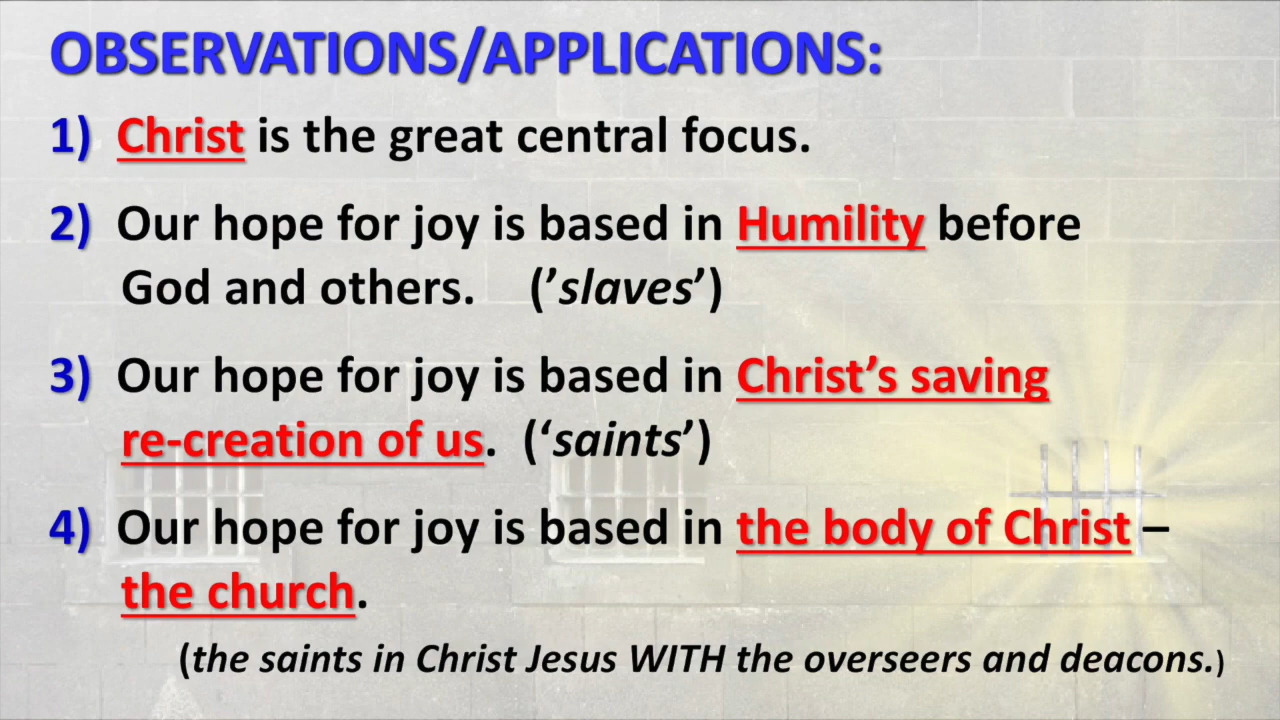 OBSERVATIONS/APPLICATIONS:
1) Christ is the great central focus.
2) Our hope for joy is based in Humility before
God and others. (’slaves’)
3) Our hope for joy is based in Christ’s saving
re-creation of us. (‘saints’)
4) Our hope for joy is based in the body of Christ –
the church.
(the saints in Christ Jesus WITH the overseers and deacons.)